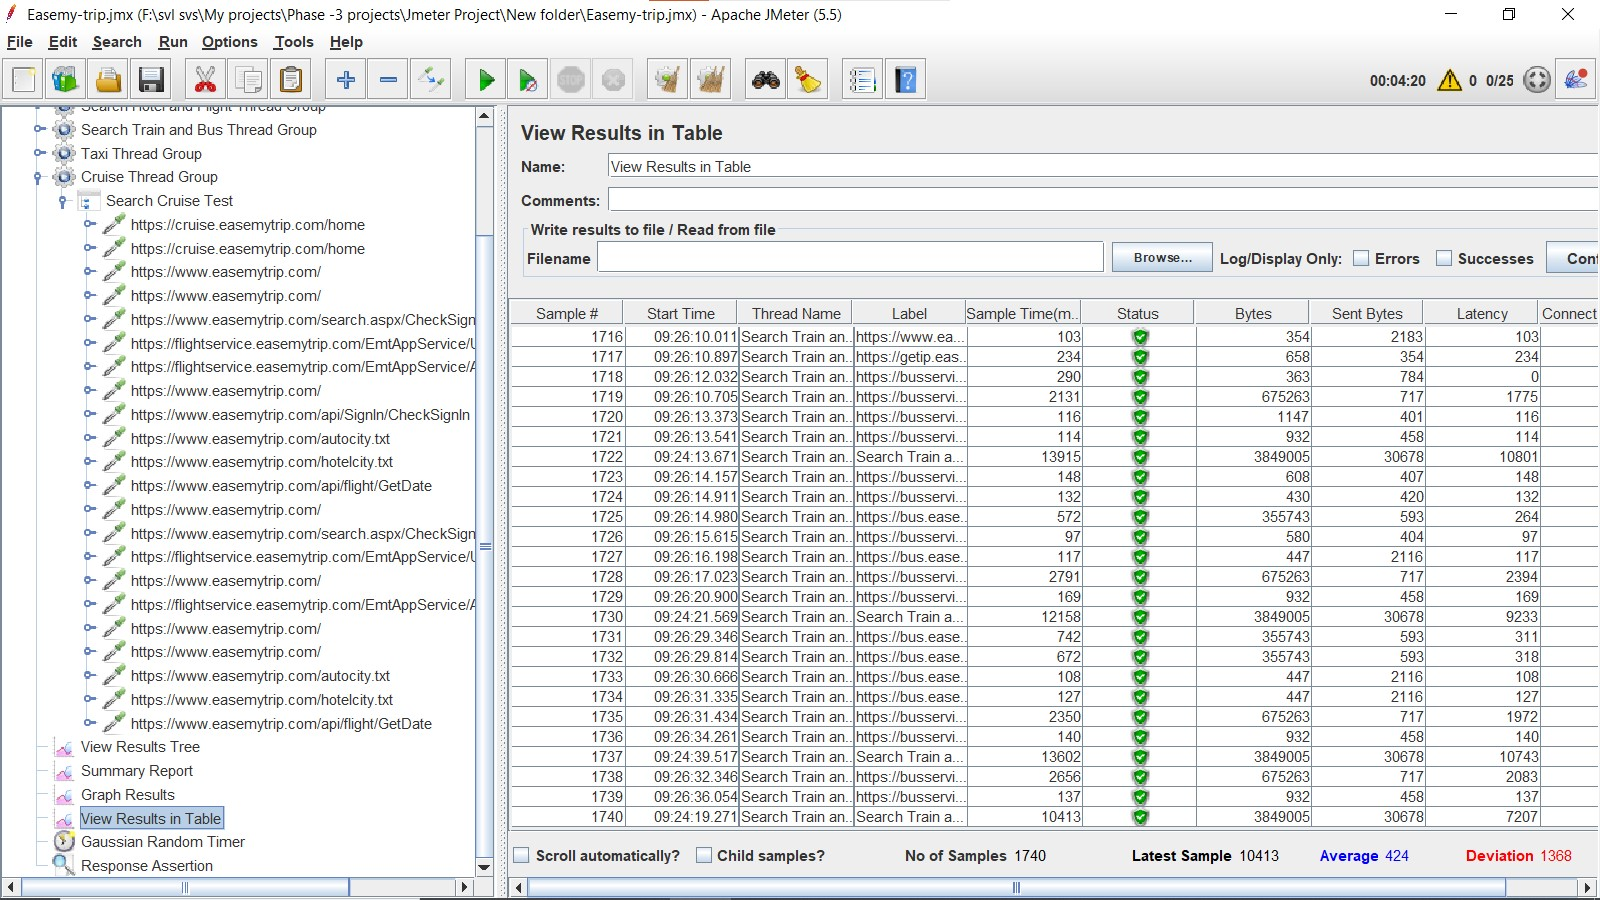 Easemy-trip.jmx (F:\svl svs\My projects\Phase -3 projects\Jmeter Project\New folder\Easemy-trip.jmx) - Apache JMeter (5.5)
File Edit Search Run Options Tools Help
STOP 00:04:20 0 0/25
Search Hotel and Flight Thread Group
Search Train and Bus Thread Group
Taxi Thread Group
Cruise Thread Group
Search Cruise Test
https://cruise.easemytrip.com/home
https://cruise.easemytrip.com/home
https://www.easemytrip.com/
https://www.easemytrip.com/
https://www.easemytrip.com/search.aspx/CheckSign
https://flightservice.easemytrip.com/EmtAppService/U
https://flightservice.easemytrip.com/EmtAppService/A
https://www.easemytrip.com/
https://www.easemytrip.com/api/SignIn/CheckSignIn
https://www.easemytrip.com/autocity.txt
https://www.easemytrip.com/hotelcity.txt
https://www.easemytrip.com/api/flight/GetDate
https://www.easemytrip.com/
https://www.easemytrip.com/search.aspx/CheckSign
https://flightservice.easemytrip.com/EmtAppService/U
https://www.easemytrip.com/
https://flightservice.easemytrip.com/EmtAppService/A
https://www.easemytrip.com/
https://www.easemytrip.com/
https://www.easemytrip.com/autocity.txt
https://www.easemytrip.com/hotelcity.txt
https://www.easemytrip.com/api/flight/GetDate
View Results Tree
Summary Report
Graph Results
View Results in Table
Gaussian Random Timer
Response Assertion
View Results in Table
Name: View Results in Table
Comments:
Write results to file / Read from file
Filename Browse... Log/Display Only: Errors Successes Conf
Sample # Start Time Thread Name Label Sample Time(m... Status Bytes Sent Bytes Latency Connect
1716 09:26:10.011 Search Train an... https://www.ea... 103 354 2183 103
1717 09:26:10.897 Search Train an... https://getip.eas... 234 658 354 234
1718 09:26:12.032 Search Train an... https://busservi... 290 363 784 0
1719 09:26:10.705 Search Train an... https://busservi... 2131 675263 717 1775
1720 09:26:13.373 Search Train an... https://busservi... 116 1147 401 116
1721 09:26:13.541 Search Train an... https://busservi... 114 932 458 114
1722 09:24:13.671 Search Train an... Search Train a... 13915 3849005 30678 10801
1723 09:26:14.157 Search Train an... https://busservi... 148 608 407 148
1724 09:26:14.911 Search Train an... https://busservi... 132 430 420 132
1725 09:26:14.980 Search Train an... https://bus.ease... 572 355743 593 264
1726 09:26:15.615 Search Train an... https://busservi... 97 580 404 97
1727 09:26:16.198 Search Train an... https://bus.ease... 117 447 2116 117
1728 09:26:17.023 Search Train an... https://busservi... 2791 675263 717 2394
1729 09:26:20.900 Search Train an... https://busservi... 169 932 458 169
1730 09:24:21.569 Search Train an... Search Train a... 12158 3849005 30678 9233
1731 09:26:29.346 Search Train an... https://bus.ease... 742 355743 593 311
1732 09:26:29.814 Search Train an... https://bus.ease... 672 355743 593 318
1733 09:26:30.666 Search Train an... https://bus.ease... 108 447 2116 108
1734 09:26:31.335 Search Train an... https://bus.ease... 127 447 2116 127
1735 09:26:31.434 Search Train an... https://busservi... 2350 675263 717 1972
1736 09:26:34.261 Search Train an... https://busservi... 140 932 458 140
1737 09:24:39.517 Search Train an... Search Train a... 13602 3849005 30678 10743
1738 09:26:32.346 Search Train an... https://busservi... 2656 675263 717 2083
1739 09:26:36.054 Search Train an... https://busservi... 137 932 458 137
1740 09:24:19.271 Search Train an... Search Train a... 10413 3849005 30678 7207
Scroll automatically? Child samples? No of Samples 1740 Latest Sample 10413 Average 424 Deviation 1368